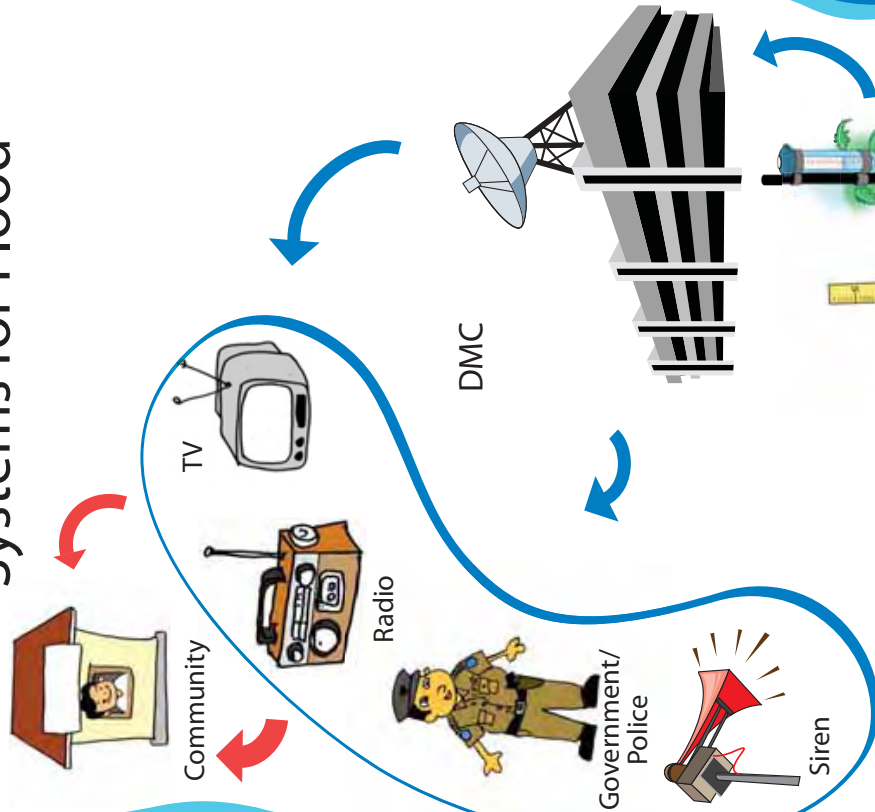 Systems for Flood
Community
TV
Radio
Government/
Police
Siren
DMC